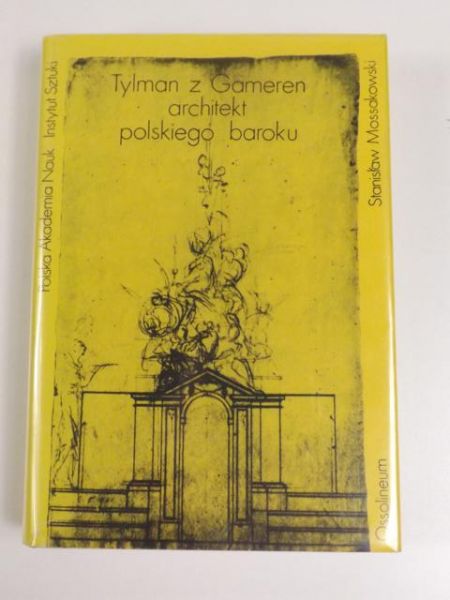 Tylman z Gameren
architekt
polskiego baroku
Polska Akademia Nauk Instytut Sztuki
Stanisław Mossakowski
Ossolineum